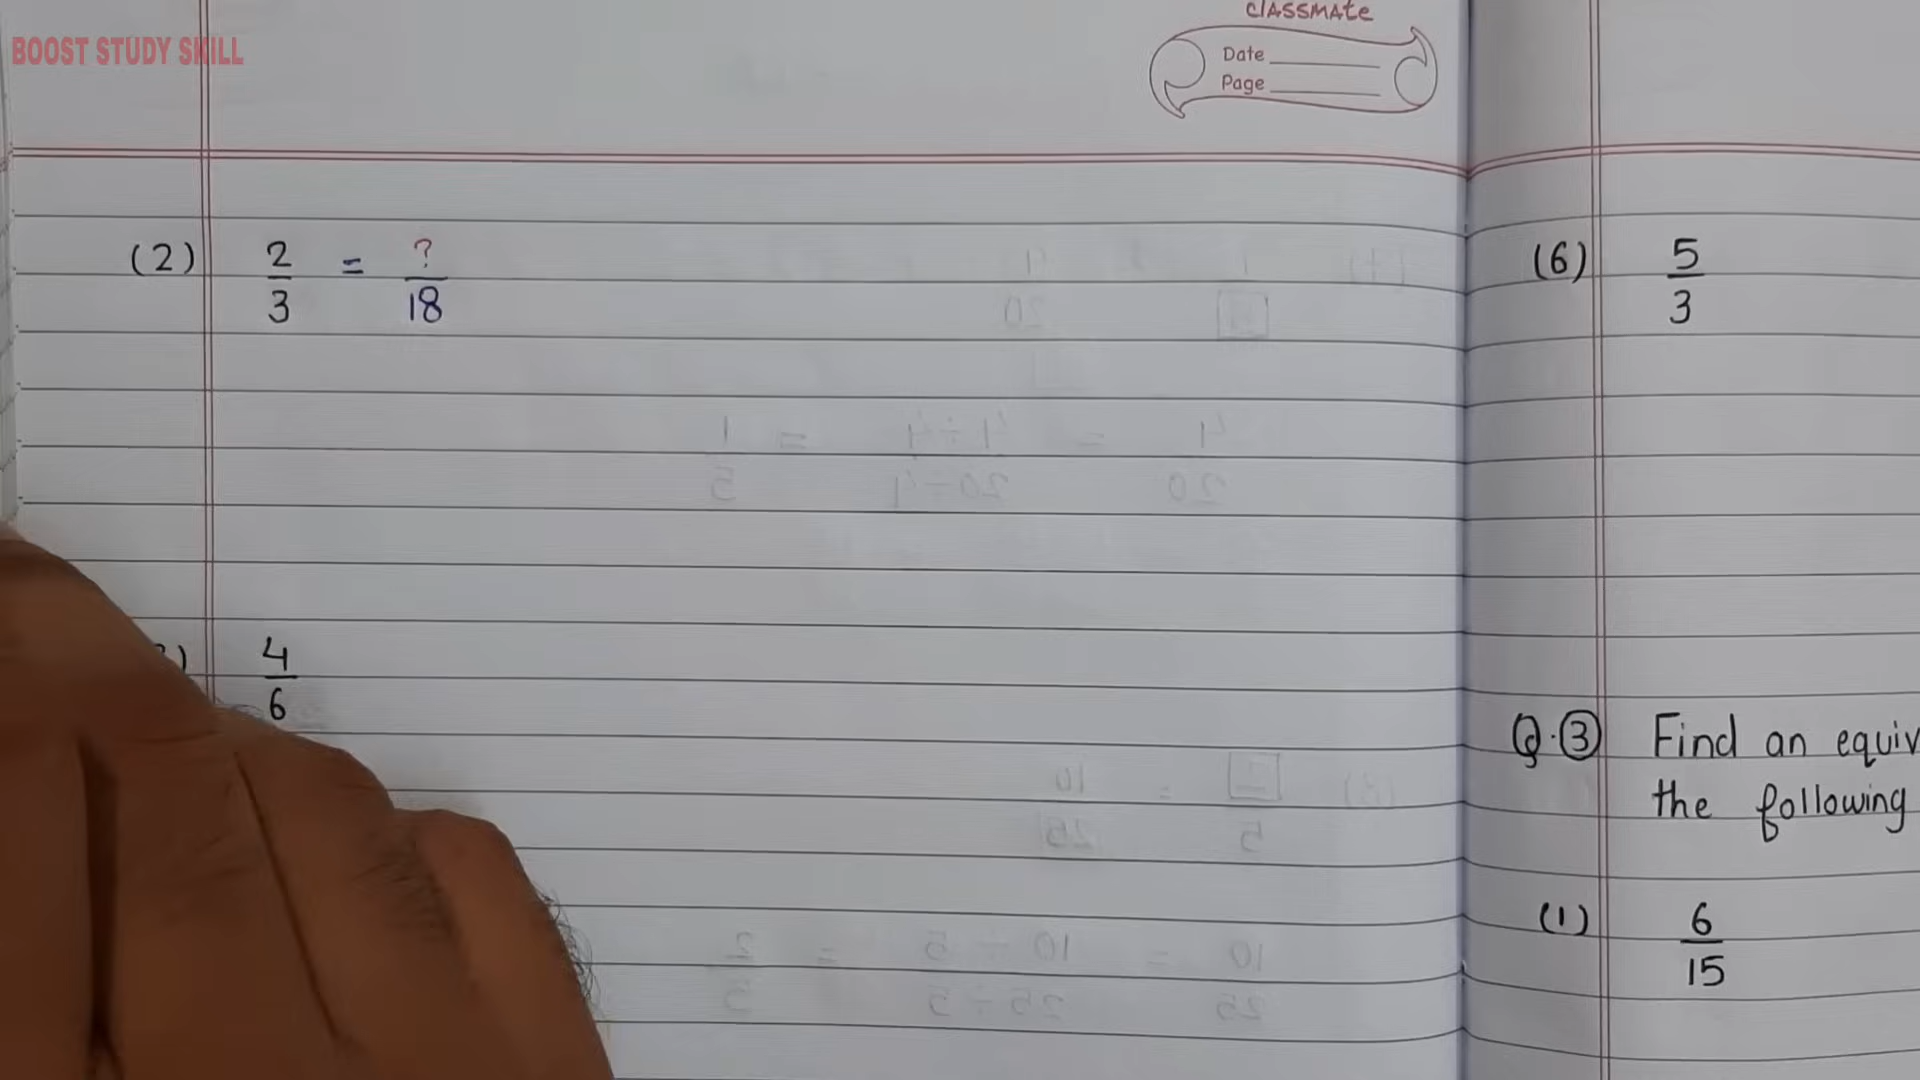 BOOST STUDY SKILL
classmate
Date
Page
(2) 2/3 = ?/18
4/6
(6) 5/3
Q.③ Find an equiv
the following
(1) 6/15